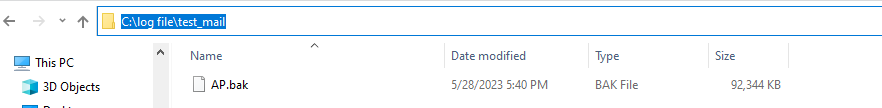 C:\log file\test_mail
This PC
3D Objects
Name
Date modified
Type
Size
AP.bak
5/28/2023 5:40 PM
BAK File
92,344 KB